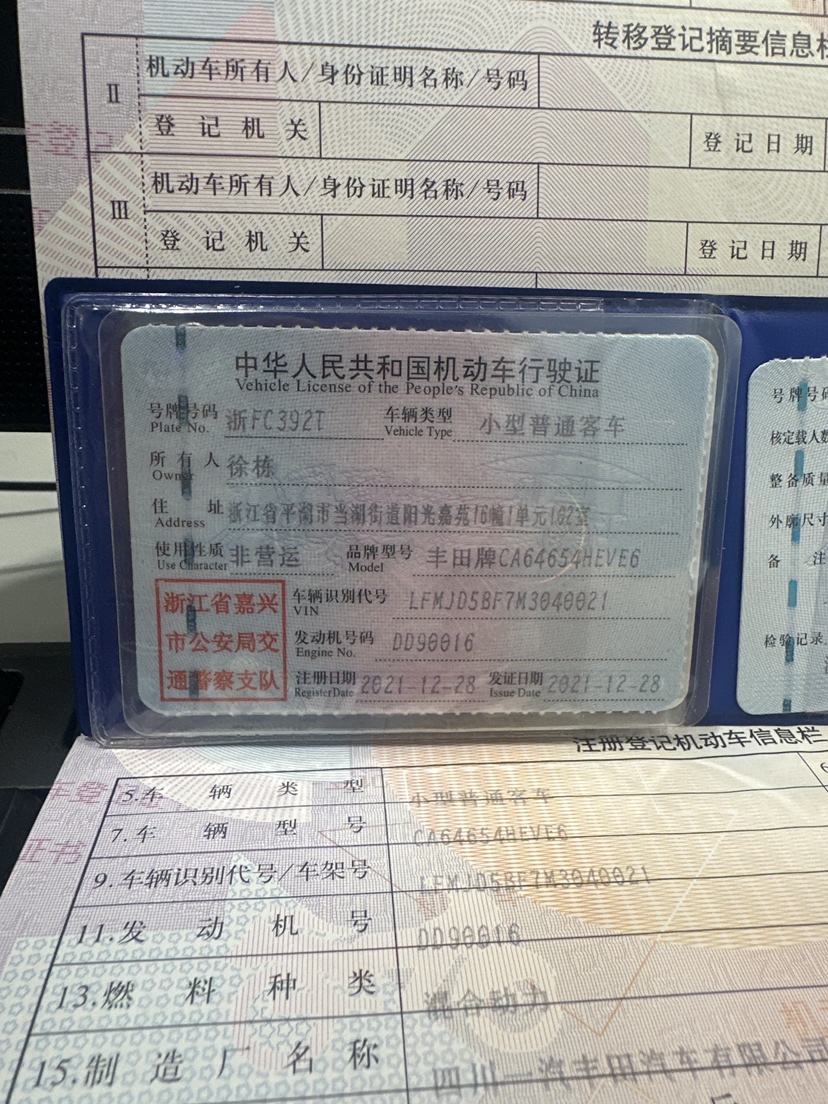 转移登记摘要信息栏
Ⅱ 机动车所有人/身份证明名称/号码
登记机关 登记日期
Ⅲ 机动车所有人/身份证明名称/号码
登记机关 登记日期
中华人民共和国机动车行驶证
Vehicle License of the People's Republic of China
号牌号码 浙FC392T 车辆类型 小型普通客车
Plate No. Vehicle Type
所有人 徐栋
Owner
住址 浙江省平湖市当湖街道阳光嘉苑16幢1单元102室
Address
使用性质 非营运 品牌型号 丰田牌CA64654HEVE6
Use Character Model
浙江省嘉兴
市公安局交
通警察支队
车辆识别代号 LFMJD5BF7M3040021
VIN
发动机号码 DD90016
Engine No.
注册日期 2021-12-28 发证日期 2021-12-28
Register Date Issue Date
号牌号码
核定载人数
整备质量
外廓尺寸
备注
检验记录
注册登记机动车信息栏
5.车辆类型 小型普通客车
7.车辆型号 CA64654HEVE6
9.车辆识别代号/车架号 LFMJD5BF7M3040021
11.发动机号 DD90016
13.燃料种类 混合动力
15.制造厂名称 四川一汽丰田汽车有限公司